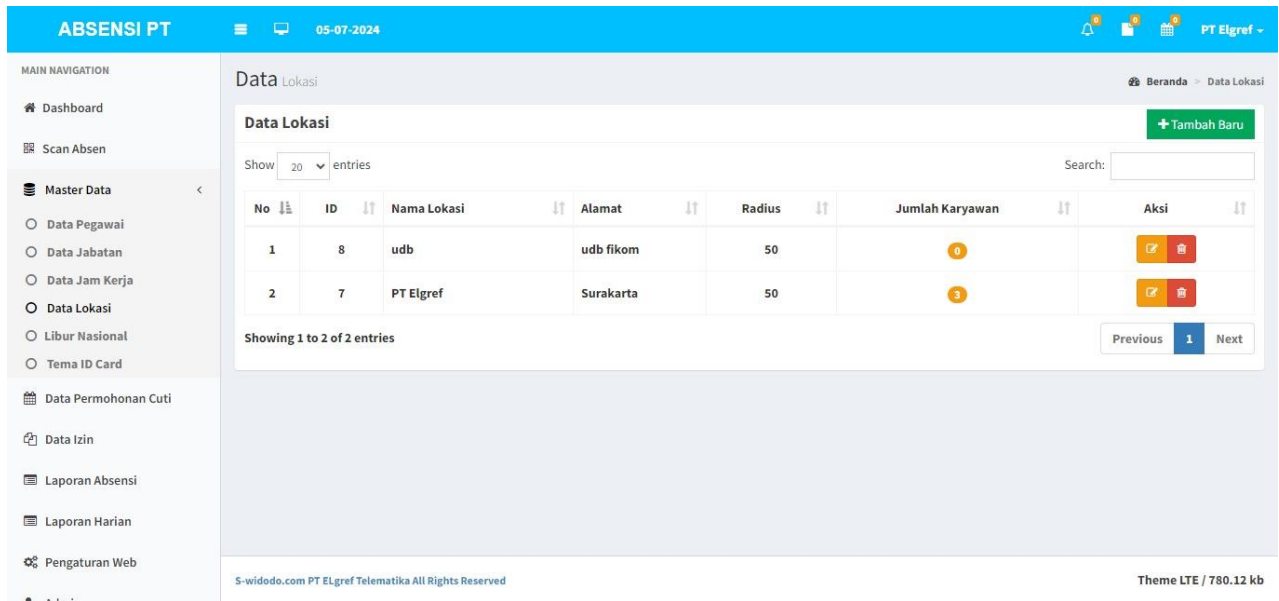 ABSENSI PT
05-07-2024
0 0 0 PT Elgref
MAIN NAVIGATION
Dashboard
Scan Absen
Master Data
Data Pegawai
Data Jabatan
Data Jam Kerja
Data Lokasi
Libur Nasional
Tema ID Card
Data Permohonan Cuti
Data Izin
Laporan Absensi
Laporan Harian
Pengaturan Web
Data Lokasi
Beranda > Data Lokasi
Data Lokasi
+ Tambah Baru
Show 20 entries
Search:
No ID Nama Lokasi Alamat Radius Jumlah Karyawan Aksi
1 8 udb udb fikom 50 0
2 7 PT Elgref Surakarta 50 3
Showing 1 to 2 of 2 entries
Previous 1 Next
S-widodo.com PT ELgref Telematika All Rights Reserved
Theme LTE / 780.12 kb